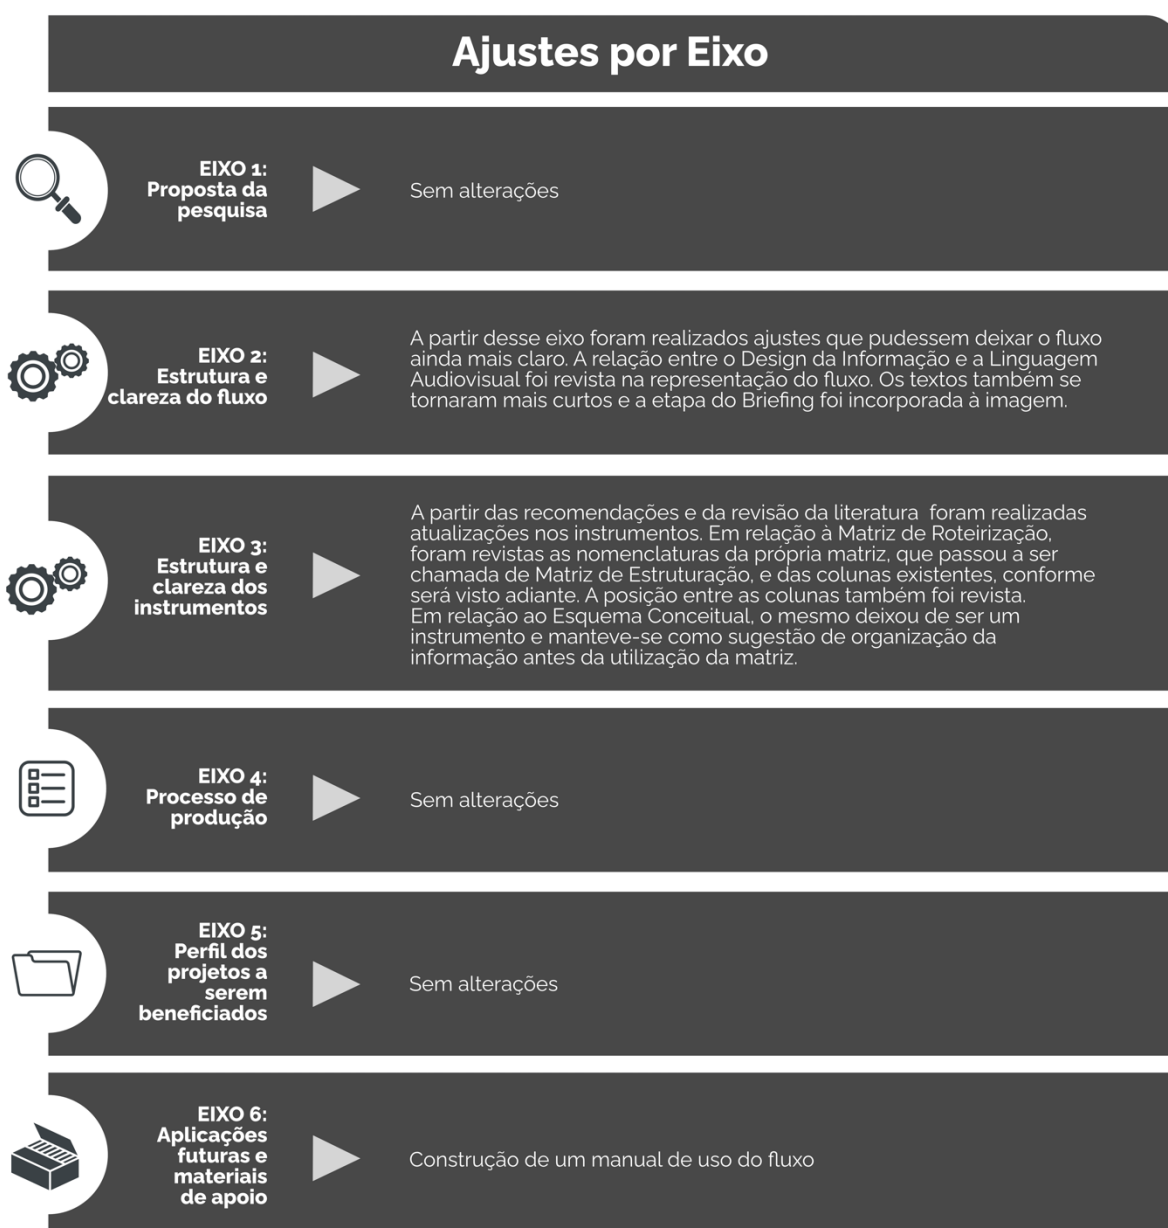 Ajustes por Eixo
EIXO 1:
Proposta da
pesquisa
Sem alterações
EIXO 2:
Estrutura e
clareza do fluxo
A partir desse eixo foram realizados ajustes que pudessem deixar o fluxo
ainda mais claro. A relação entre o Design da Informação e a Linguagem
Audiovisual foi revista na representação do fluxo. Os textos também se
tornaram mais curtos e a etapa do Briefing foi incorporada à imagem.
EIXO 3:
Estrutura e
clareza dos
instrumentos
A partir das recomendações e da revisão da literatura  foram realizadas
atualizações nos instrumentos. Em relação à Matriz de Roteirização,
foram revistas as nomenclaturas da própria matriz, que passou a ser
chamada de Matriz de Estruturação, e das colunas existentes, conforme
será visto adiante. A posição entre as colunas também foi revista.
Em relação ao Esquema Conceitual, o mesmo deixou de ser um
instrumento e manteve-se como sugestão de organização da
informação antes da utilização da matriz.
EIXO 4:
Processo de
produção
Sem alterações
EIXO 5:
Perfil dos
projetos a
serem
beneficiados
Sem alterações
EIXO 6:
Aplicações
futuras e
materiais
de apoio
Construção de um manual de uso do fluxo